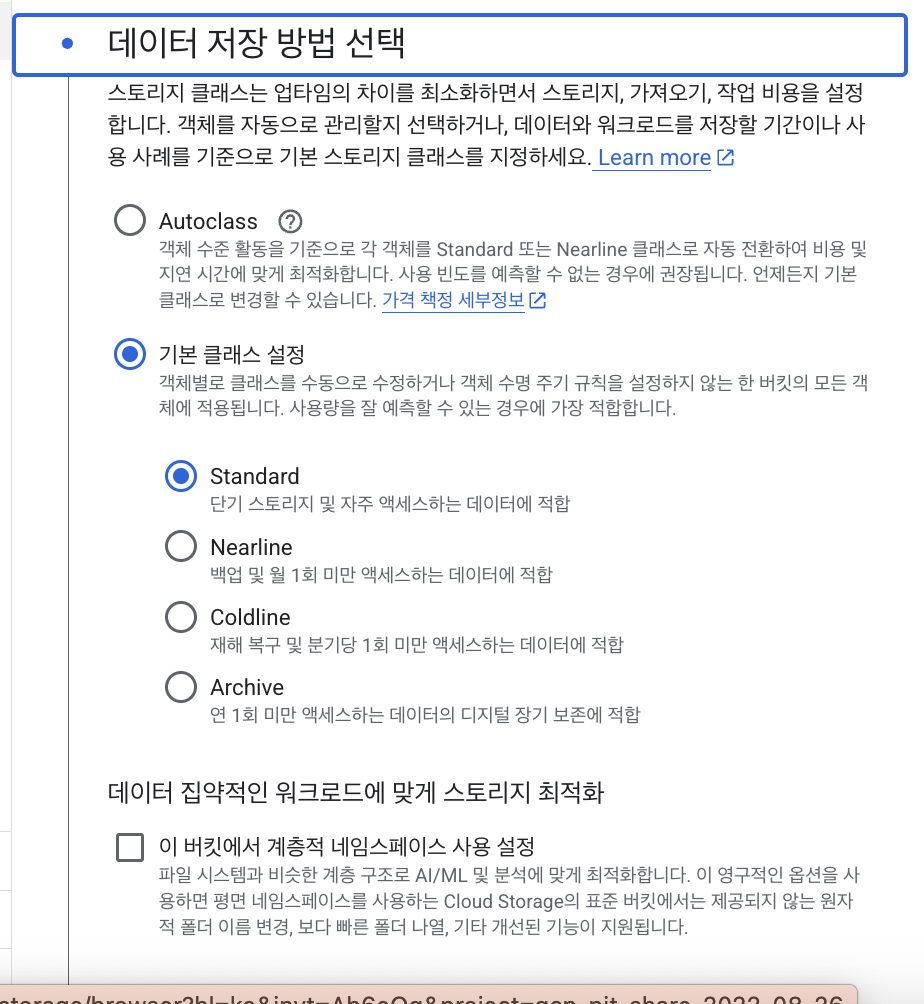 데이터 저장 방법 선택
스토리지 클래스는 업타임의 차이를 최소화하면서 스토리지, 가져오기, 작업 비용을 설정
합니다. 객체를 자동으로 관리할지 선택하거나, 데이터와 워크로드를 저장할 기간이나 사
용 사례를 기준으로 기본 스토리지 클래스를 지정하세요. Learn more
Autoclass
객체 수준 활동을 기준으로 각 객체를 Standard 또는 Nearline 클래스로 자동 전환하여 비용 및
지연 시간에 맞게 최적화합니다. 사용 빈도를 예측할 수 없는 경우에 권장됩니다. 언제든지 기본
클래스로 변경할 수 있습니다. 가격 책정 세부정보
기본 클래스 설정
객체별로 클래스를 수동으로 수정하거나 객체 수명 주기 규칙을 설정하지 않는 한 버킷의 모든 객
체에 적용됩니다. 사용량을 잘 예측할 수 있는 경우에 가장 적합합니다.
Standard
단기 스토리지 및 자주 액세스하는 데이터에 적합
Nearline
백업 및 월 1회 미만 액세스하는 데이터에 적합
Coldline
재해 복구 및 분기당 1회 미만 액세스하는 데이터에 적합
Archive
연 1회 미만 액세스하는 데이터의 디지털 장기 보존에 적합
데이터 집약적인 워크로드에 맞게 스토리지 최적화
이 버킷에서 계층적 네임스페이스 사용 설정
파일 시스템과 비슷한 계층 구조로 AI/ML 및 분석에 맞게 최적화합니다. 이 영구적인 옵션을 사
용하면 평면 네임스페이스를 사용하는 Cloud Storage의 표준 버킷에서는 제공되지 않는 원자
적 폴더 이름 변경, 보다 빠른 폴더 나열, 기타 개선된 기능이 지원됩니다.